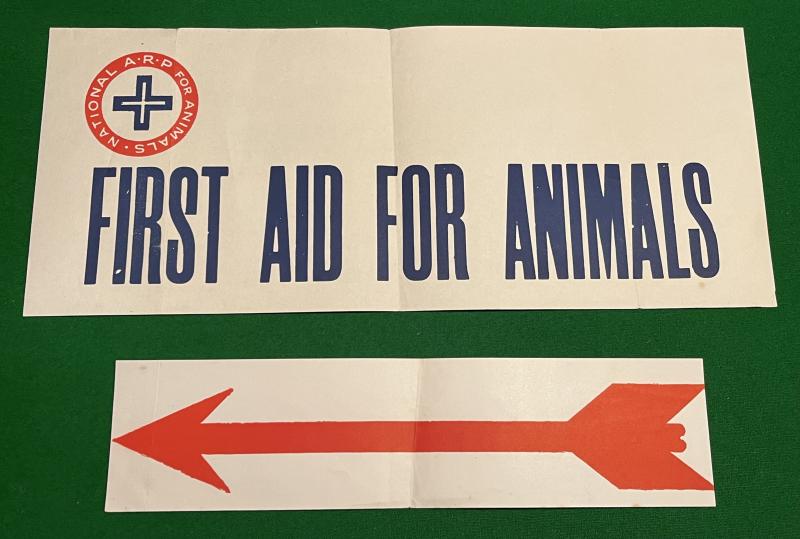 NATIONAL A·R·P FOR ANIMALS·
FIRST AID FOR ANIMALS